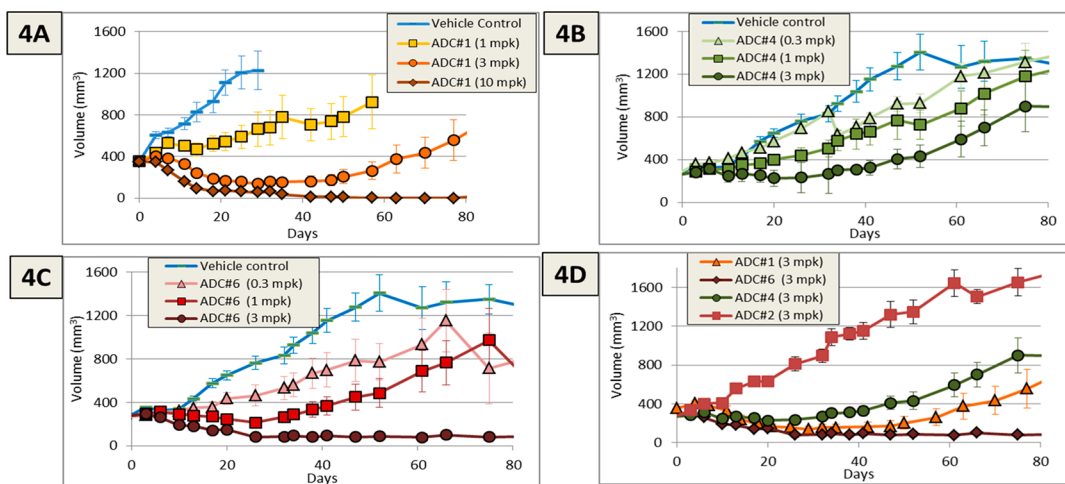 4A
Vehicle Control
ADC#1 (1 mpk)
ADC#1 (3 mpk)
ADC#1 (10 mpk)
Volume (mm³)
1600
1200
800
400
0
0 20 40 60 80
Days
4B
Vehicle control
ADC#4 (0.3 mpk)
ADC#4 (1 mpk)
ADC#4 (3 mpk)
Volume (mm³)
1600
1200
800
400
0
0 20 40 60 80
Days
4C
Vehicle control
ADC#6 (0.3 mpk)
ADC#6 (1 mpk)
ADC#6 (3 mpk)
Volume (mm³)
1600
1200
800
400
0
0 20 40 60 80
Days
4D
ADC#1 (3 mpk)
ADC#6 (3 mpk)
ADC#4 (3 mpk)
ADC#2 (3 mpk)
Volume (mm³)
1600
1200
800
400
0
0 20 40 60 80
Days